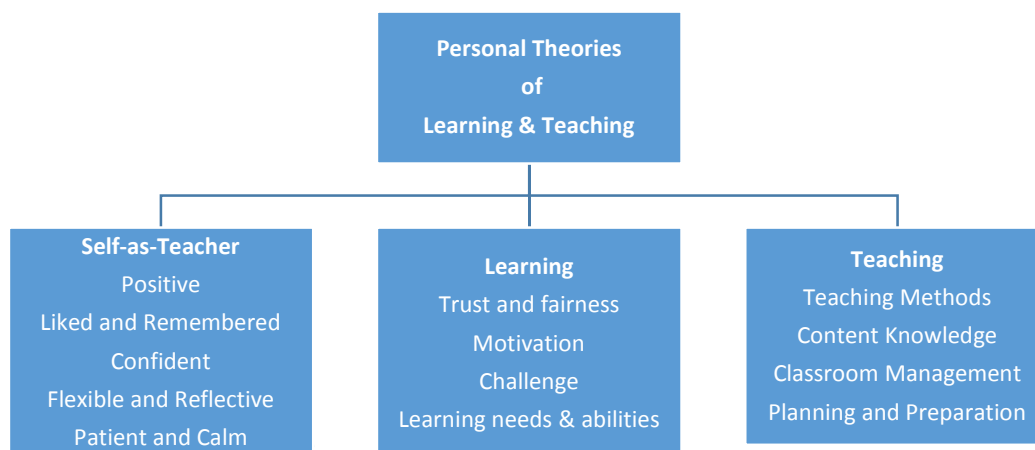 Personal Theories
of
Learning & Teaching
Self-as-Teacher
Positive
Liked and Remembered
Confident
Flexible and Reflective
Patient and Calm
Learning
Trust and fairness
Motivation
Challenge
Learning needs & abilities
Teaching
Teaching Methods
Content Knowledge
Classroom Management
Planning and Preparation